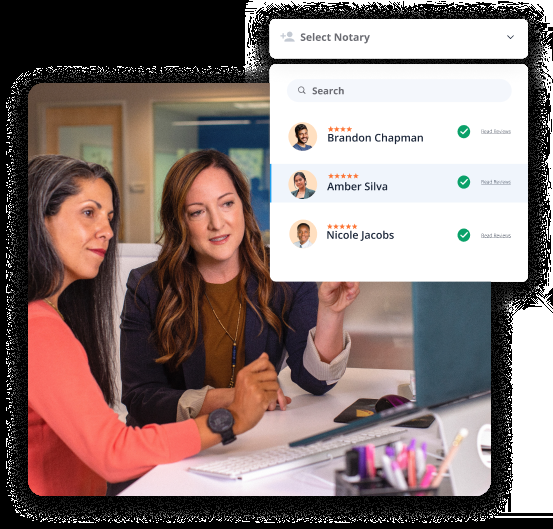 Select Notary
Search
Brandon Chapman
Read Reviews
Amber Silva
Read Reviews
Nicole Jacobs
Read Reviews